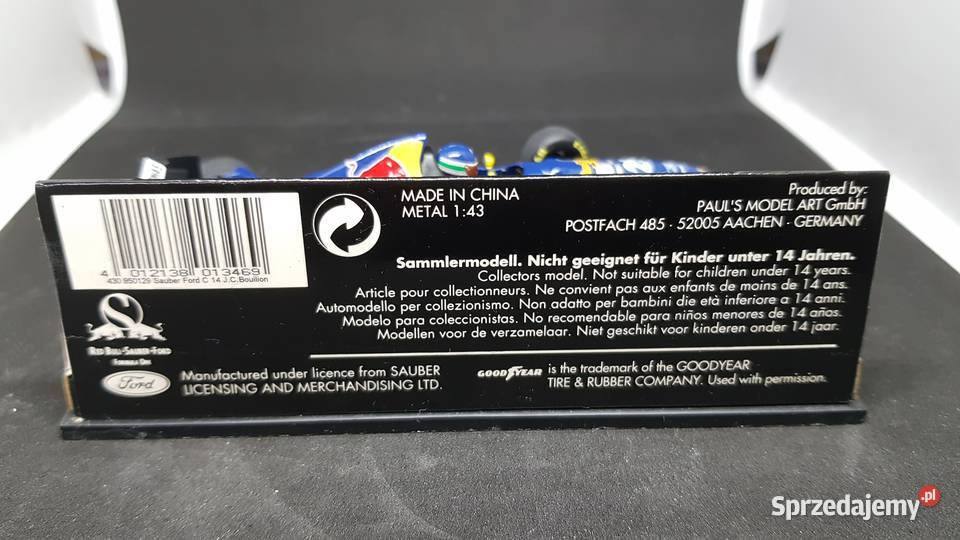 4 012138 013469
430 950129 Sauber Ford C 14 J.C.Boullion
MADE IN CHINA
METAL 1:43
Produced by:
PAUL'S MODEL ART GmbH
POSTFACH 485 · 52005 AACHEN · GERMANY
Sammlermodell. Nicht geeignet für Kinder unter 14 Jahren.
Collectors model. Not suitable for children under 14 years.
Article pour collectionneurs. Ne convient pas aux enfants de moins de 14 ans.
Automodello per collezionismo. Non adatto per bambini die età inferiore a 14 anni.
Modelo para coleccionistas. No recomendable para niños menores de 14 años.
Modellen voor de verzamelaar. Niet geschikt voor kinderen onder 14 jaar.
RED BULL-SAUBER-FORD
FORMULA ONE
Ford
Manufactured under licence from SAUBER
LICENSING AND MERCHANDISING LTD.
GOODYEAR is the trademark of the GOODYEAR
TIRE & RUBBER COMPANY. Used with permission.
Sprzedajemy.pl